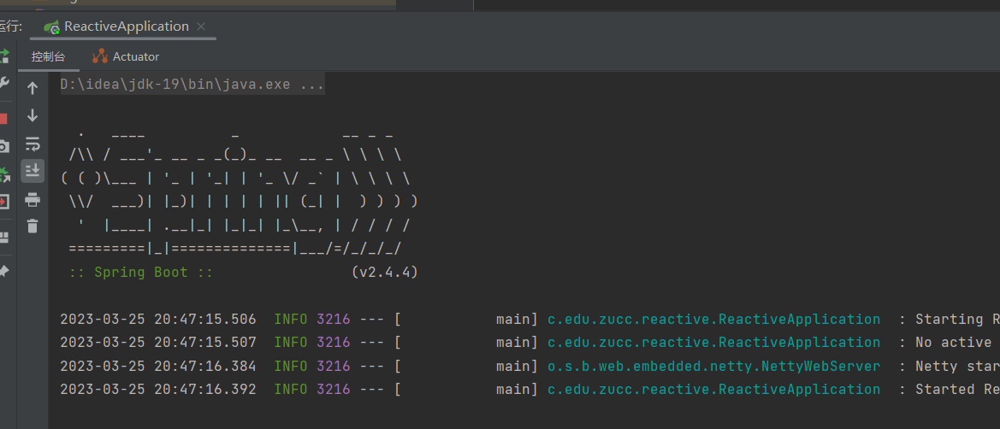 运行: ReactiveApplication ×
控制台 Actuator
D:\idea\jdk-19\bin\java.exe ...
  .   ____          _            __ _ _
 /\\ / ___'_ __ _ _(_)_ __  __ _ \ \ \ \
( ( )\___ | '_ | '_| | '_ \/ _` | \ \ \ \
 \\/  ___)| |_)| | | | | || (_| |  ) ) ) )
  '  |____| .__|_| |_|_| |_\__, | / / / /
 =========|_|==============|___/=/_/_/_/
 :: Spring Boot ::                (v2.4.4)
2023-03-25 20:47:15.506  INFO 3216 --- [           main] c.edu.zucc.reactive.ReactiveApplication  : Starting R
2023-03-25 20:47:15.507  INFO 3216 --- [           main] c.edu.zucc.reactive.ReactiveApplication  : No active
2023-03-25 20:47:16.384  INFO 3216 --- [           main] o.s.b.web.embedded.netty.NettyWebServer  : Netty star
2023-03-25 20:47:16.392  INFO 3216 --- [           main] c.edu.zucc.reactive.ReactiveApplication  : Started Re